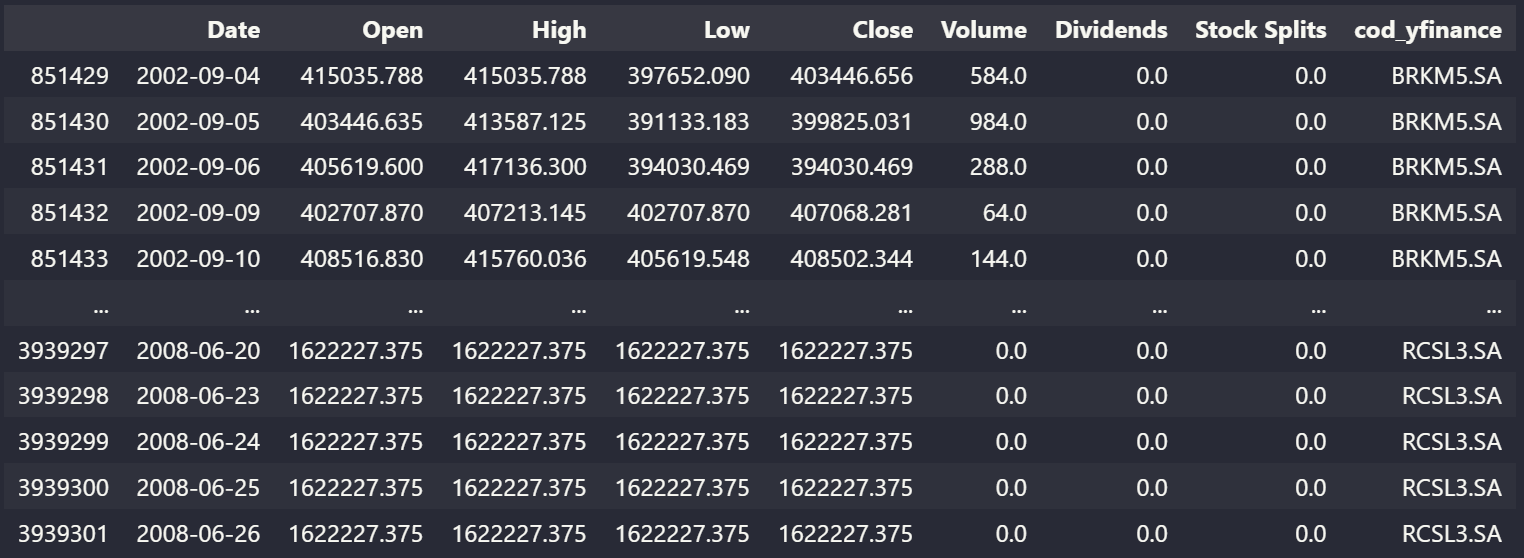 Date Open High Low Close Volume Dividends Stock Splits cod_yfinance
851429 2002-09-04 415035.788 415035.788 397652.090 403446.656 584.0 0.0 0.0 BRKM5.SA
851430 2002-09-05 403446.635 413587.125 391133.183 399825.031 984.0 0.0 0.0 BRKM5.SA
851431 2002-09-06 405619.600 417136.300 394030.469 394030.469 288.0 0.0 0.0 BRKM5.SA
851432 2002-09-09 402707.870 407213.145 402707.870 407068.281 64.0 0.0 0.0 BRKM5.SA
851433 2002-09-10 408516.830 415760.036 405619.548 408502.344 144.0 0.0 0.0 BRKM5.SA
... ... ... ... ... ... ... ... ... ...
3939297 2008-06-20 1622227.375 1622227.375 1622227.375 1622227.375 0.0 0.0 0.0 RCSL3.SA
3939298 2008-06-23 1622227.375 1622227.375 1622227.375 1622227.375 0.0 0.0 0.0 RCSL3.SA
3939299 2008-06-24 1622227.375 1622227.375 1622227.375 1622227.375 0.0 0.0 0.0 RCSL3.SA
3939300 2008-06-25 1622227.375 1622227.375 1622227.375 1622227.375 0.0 0.0 0.0 RCSL3.SA
3939301 2008-06-26 1622227.375 1622227.375 1622227.375 1622227.375 0.0 0.0 0.0 RCSL3.SA